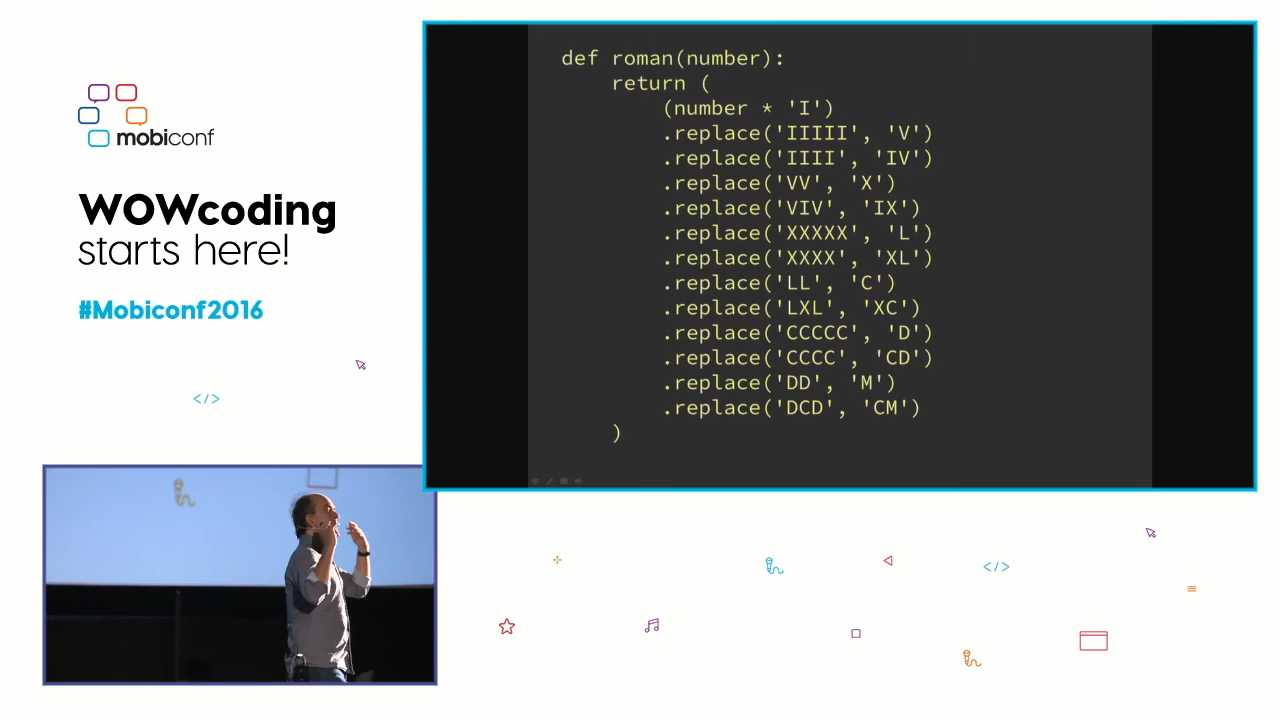 mobiconf
WOWcoding
starts here!
#Mobiconf2016
</>
def roman(number):
    return (
        (number * 'I')
        .replace('IIIII', 'V')
        .replace('IIII', 'IV')
        .replace('VV', 'X')
        .replace('VIV', 'IX')
        .replace('XXXXX', 'L')
        .replace('XXXX', 'XL')
        .replace('LL', 'C')
        .replace('LXL', 'XC')
        .replace('CCCCC', 'D')
        .replace('CCCC', 'CD')
        .replace('DD', 'M')
        .replace('DCD', 'CM')
    )
</>